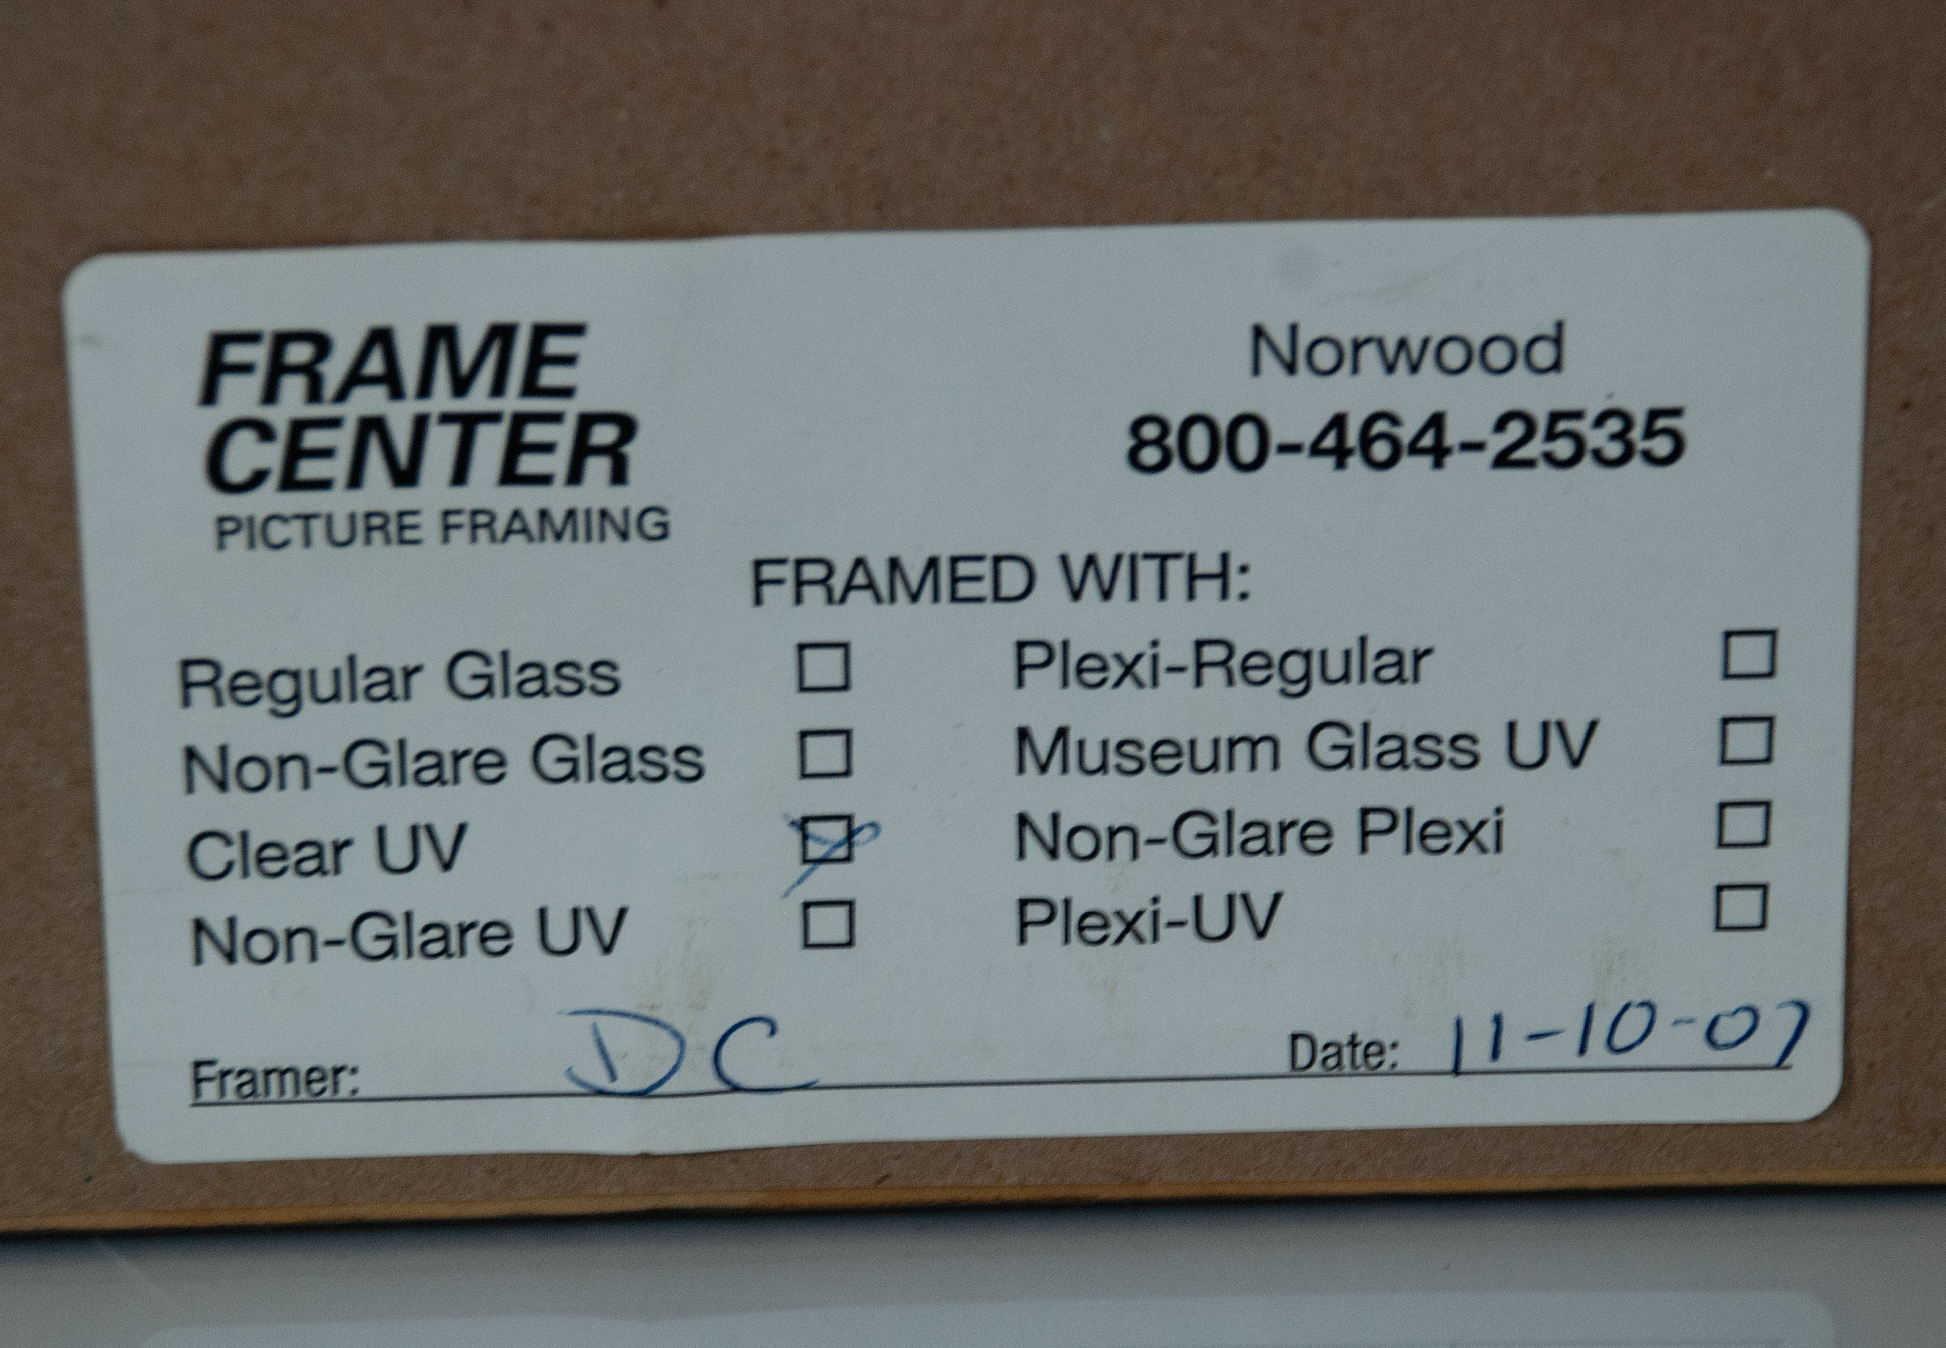 FRAME
CENTER
PICTURE FRAMING
Norwood
800-464-2535
FRAMED WITH:
Regular Glass
Non-Glare Glass
Clear UV
Non-Glare UV
Plexi-Regular
Museum Glass UV
Non-Glare Plexi
Plexi-UV
Framer: DC
Date: 11-10-07